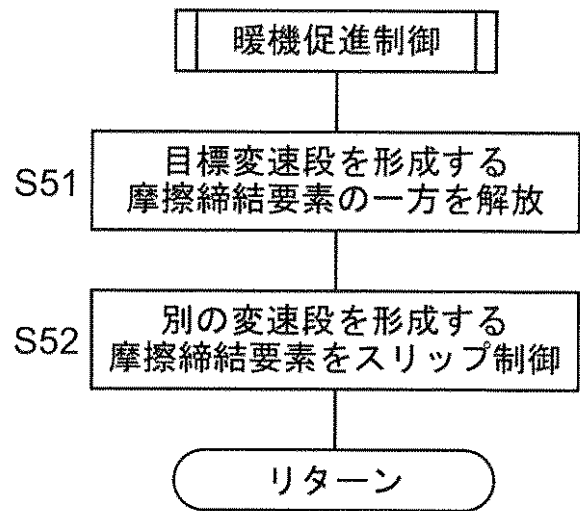 暖機促進制御
S51
目標変速段を形成する
摩擦締結要素の一方を解放
S52
別の変速段を形成する
摩擦締結要素をスリップ制御
リターン